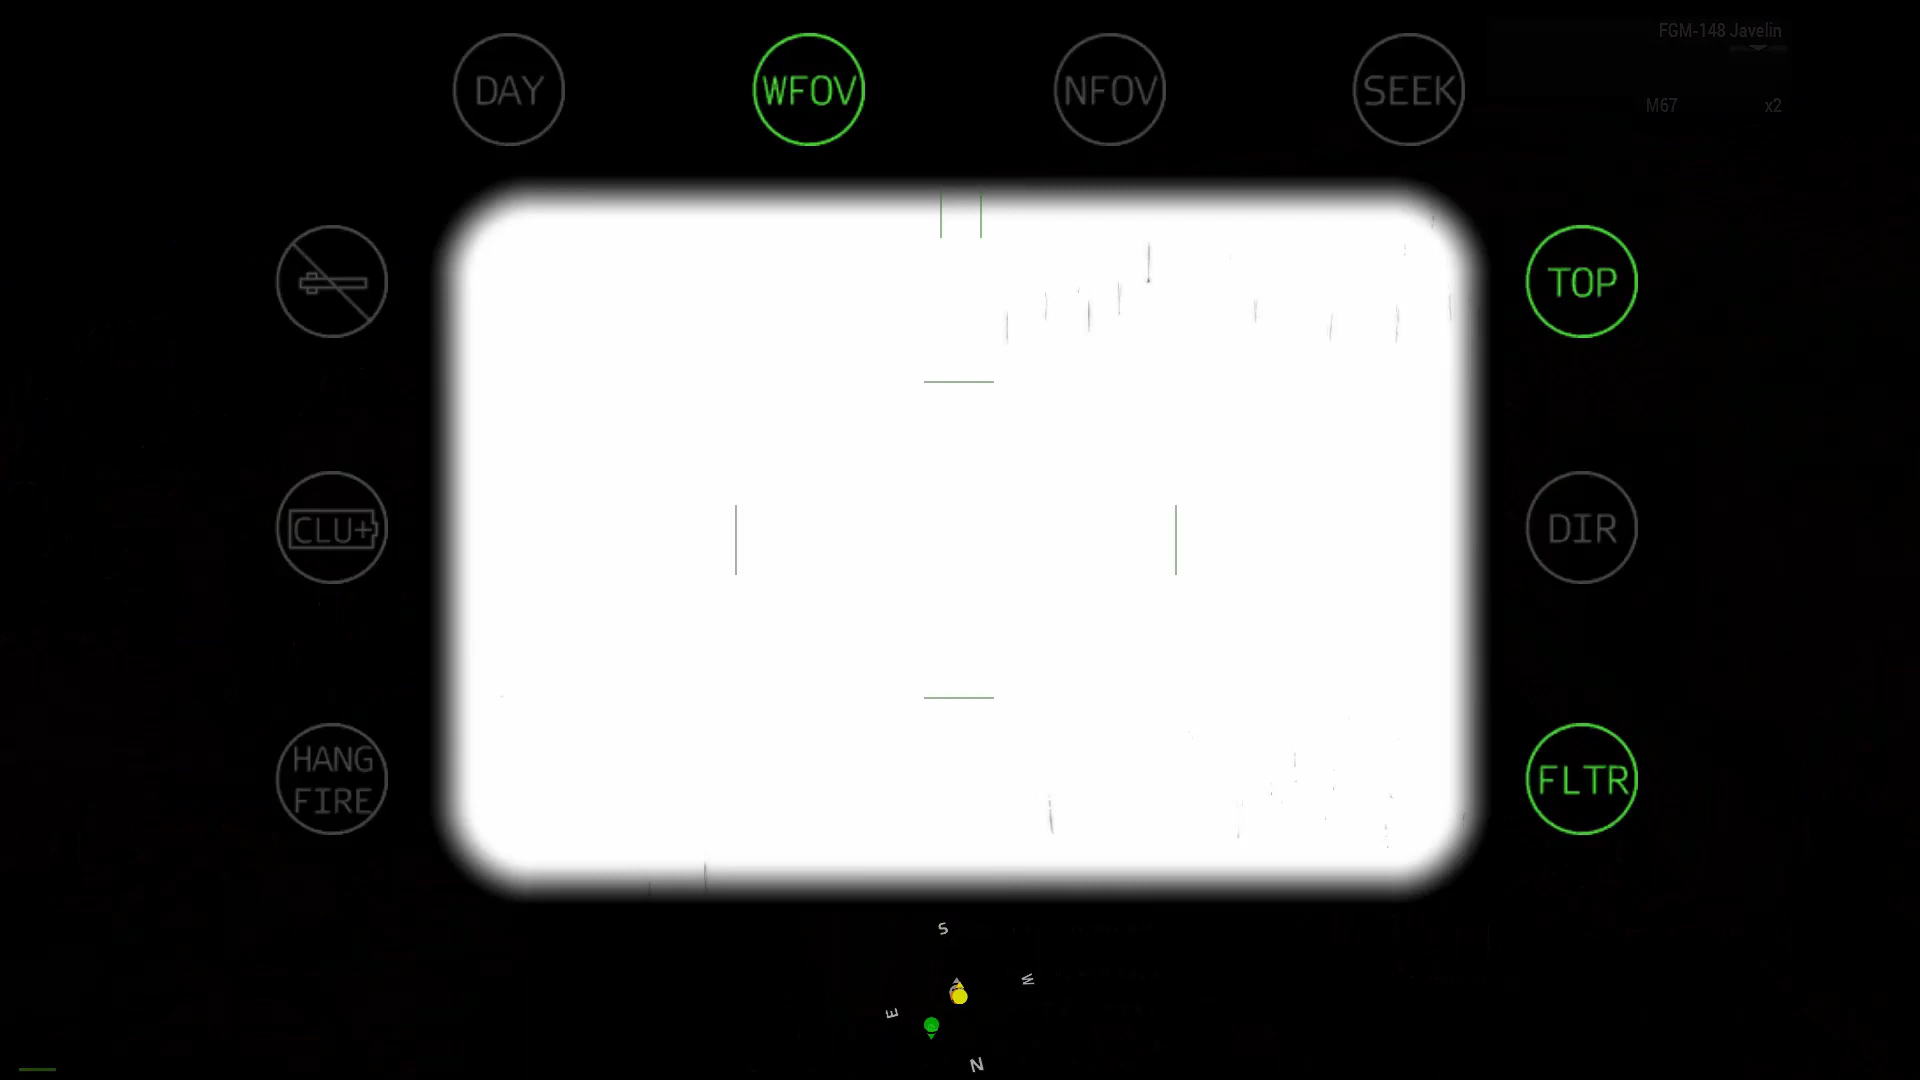 FGM-148 Javelin
DAY WFOV NFOV SEEK
M67 x2
TOP
CLU+ DIR
HANG
FIRE
FLTR
S
W
E
N